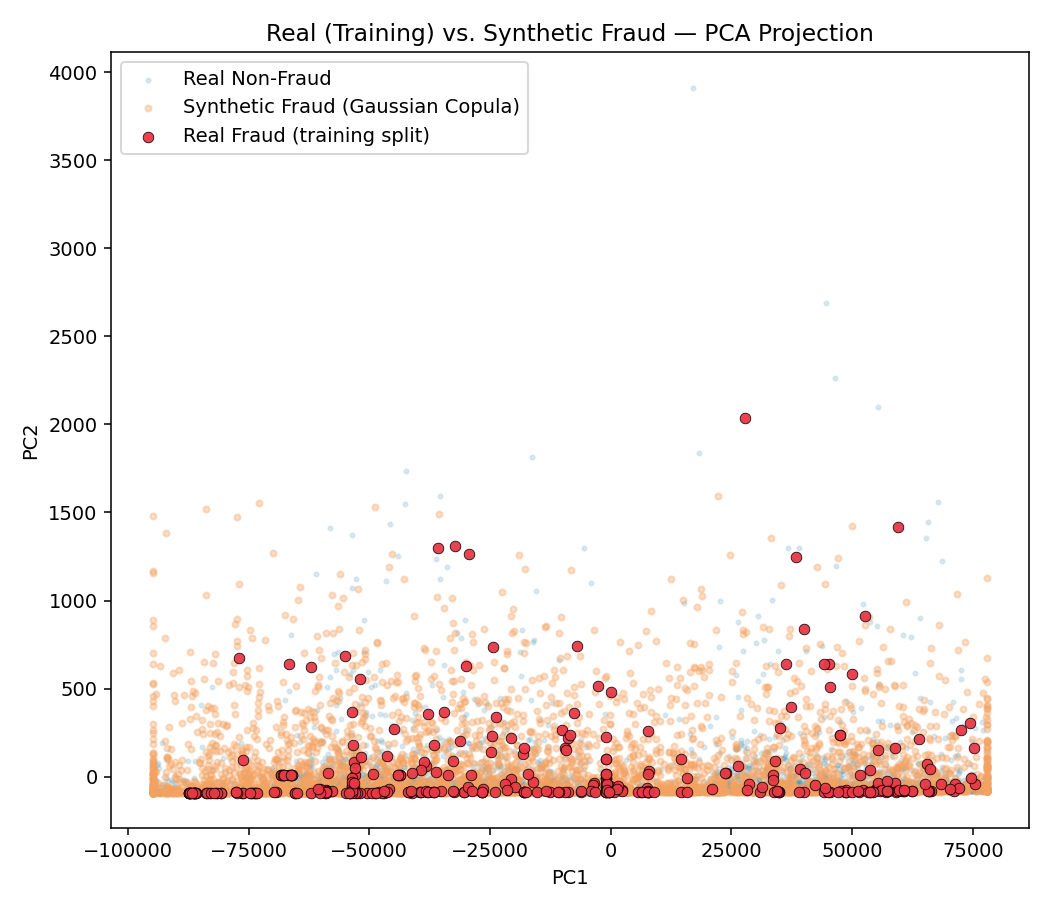 Real (Training) vs. Synthetic Fraud — PCA Projection
Real Non-Fraud
Synthetic Fraud (Gaussian Copula)
Real Fraud (training split)
4000
3500
3000
2500
2000
1500
1000
500
0
PC2
−100000 −75000 −50000 −25000 0 25000 50000 75000
PC1